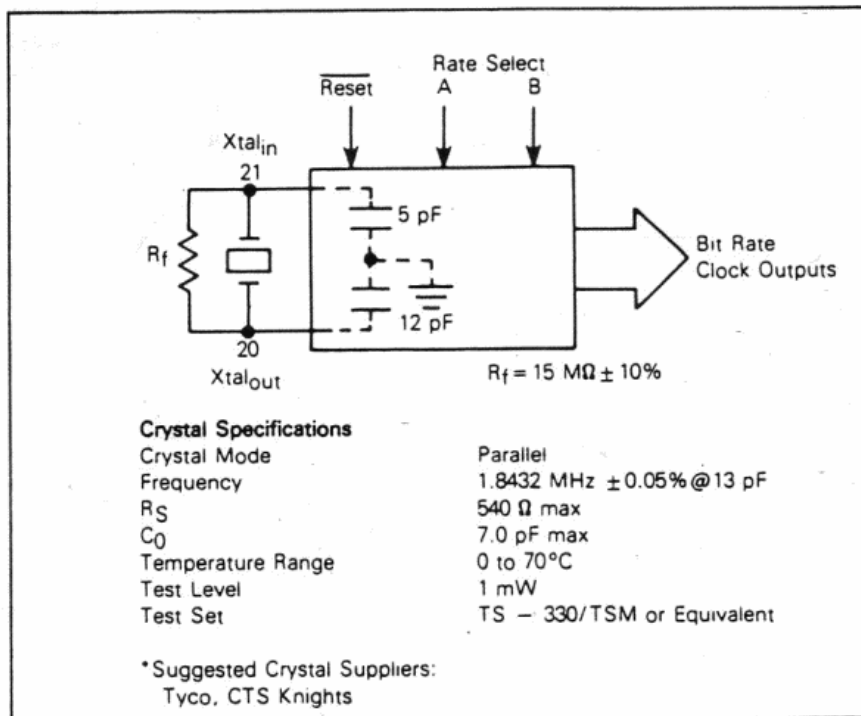 Rate Select
Reset A B
Xtalin
21
5 pF
Rf
Bit Rate
Clock Outputs
12 pF
20
Xtalout
Rf = 15 MΩ ± 10%
Crystal Specifications
Crystal Mode Parallel
Frequency 1.8432 MHz ±0.05%@13 pF
RS 540 Ω max
C0 7.0 pF max
Temperature Range 0 to 70°C
Test Level 1 mW
Test Set TS – 330/TSM or Equivalent
*Suggested Crystal Suppliers:
Tyco, CTS Knights